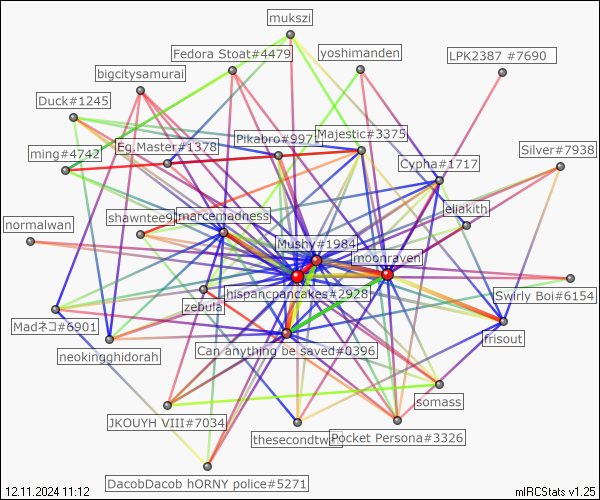 mukszi
Fedora Stoat#4479
yoshimanden
LPK2387 #7690
bigcitysamurai
Duck#1245
Eg.Master#1378
Pikabro#997
Majestic#3375
ming#4742
Cypha#1717
Silver#7938
shawntee9
marcemadness
eliakith
normalwan
Mushy#1984
moonraven
hispancpancakes#2928
Swirly Boi#6154
zebula
Madネコ#6901
frisout
neokingghidorah
Can anything be saved#0396
somass
JKOUYH VIII#7034
thesecondtw
Pocket Persona#3326
DacobDacob hORNY police#5271
12.11.2024 11:12
mIRCStats v1.25